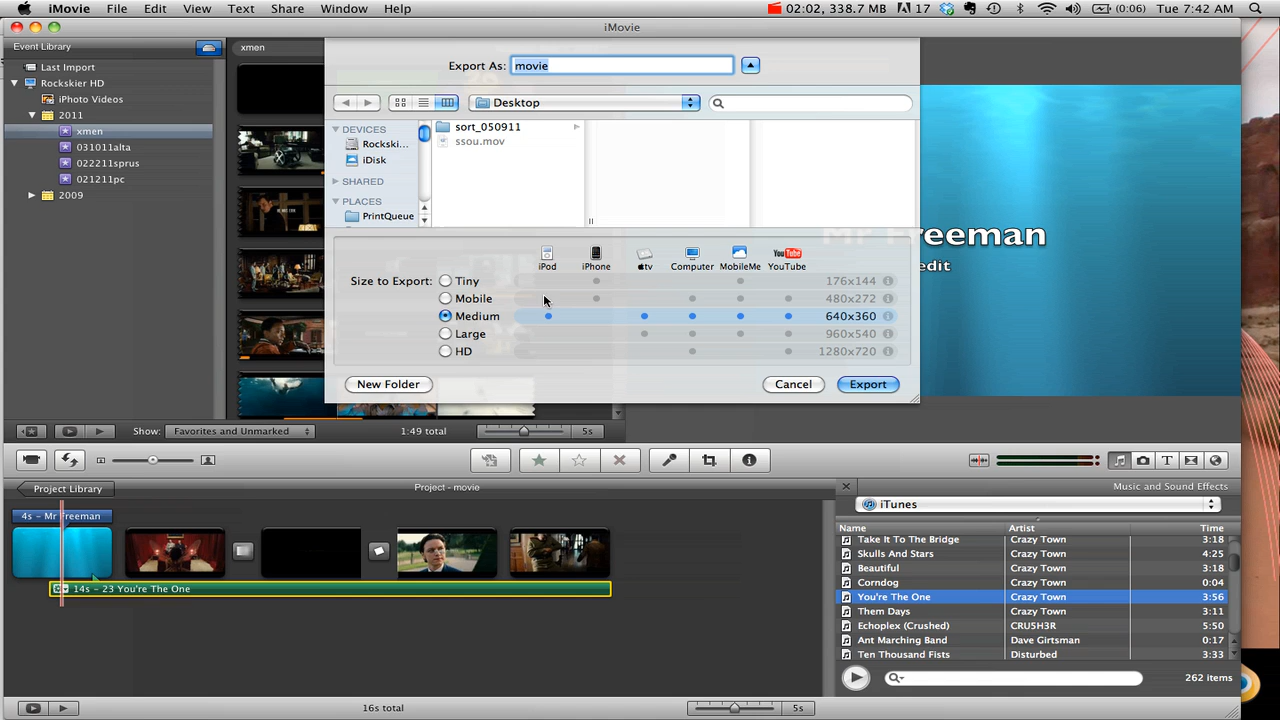 iMovie File Edit View Text Share Window Help 02:02, 338.7 MB 17 (0:06) Tue 7:42 AM
iMovie
Event Library
xmen
Last Import
Rockskier HD
iPhoto Videos
2011
xmen
031011alta
022211sprus
021211pc
2009
Export As: movie
Desktop
DEVICES
Rockski...
iDisk
SHARED
PLACES
PrintQueue
sort_050911
ssou.mov
iPod iPhone tv Computer MobileMe YouTube
Size to Export: Tiny 176x144
Mobile 480x272
Medium 640x360
Large 960x540
HD 1280x720
New Folder Cancel Export
Mr Freeman
edit
Show: Favorites and Unmarked 1:49 total 5s
Project Library Project - movie
4s - Mr Freeman
14s - 23 You're The One
16s total 5s
Music and Sound Effects
iTunes
Name Artist Time
Take It To The Bridge Crazy Town 3:18
Skulls And Stars Crazy Town 4:25
Beautiful Crazy Town 3:18
Corndog Crazy Town 0:04
You're The One Crazy Town 3:56
Them Days Crazy Town 3:11
Echoplex (Crushed) CRU5H3R 5:50
Ant Marching Band Dave Girtsman 0:17
Ten Thousand Fists Disturbed 3:33
262 items